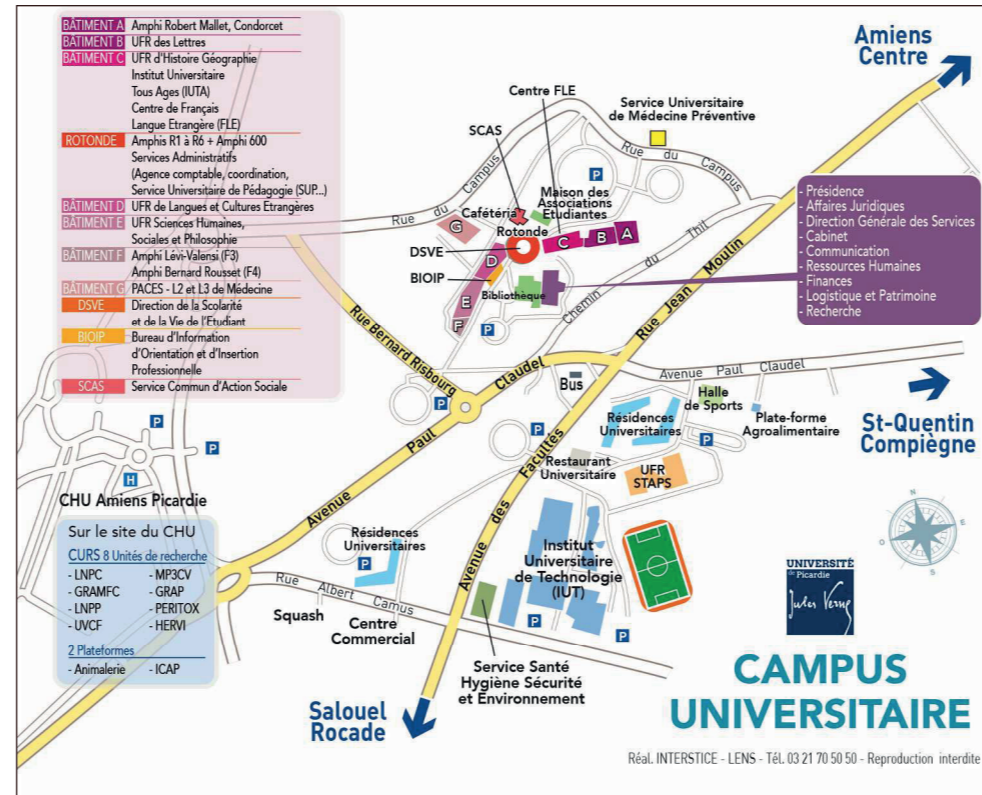 BÂTIMENT A Amphi Robert Mallet, Condorcet
BÂTIMENT B UFR des Lettres
BÂTIMENT C UFR d'Histoire Géographie
Institut Universitaire
Tous Ages (IUTA)
Centre de Français
Langue Etrangère (FLE)
ROTONDE Amphis R1 à R6 + Amphi 600
Services Administratifs
(Agence comptable, coordination,
Service Universitaire de Pédagogie (SUP...)
BÂTIMENT D UFR de Langues et Cultures Etrangères
BÂTIMENT E UFR Sciences Humaines,
Sociales et Philosophie
BÂTIMENT F Amphi Lévi-Valensi (F3)
Amphi Bernard Rousset (F4)
BÂTIMENT G PACES - L2 et L3 de Médecine
DSVE Direction de la Scolarité
et de la Vie de l'Etudiant
BIOIP Bureau d'Information
d'Orientation et d'Insertion
Professionnelle
SCAS Service Commun d'Action Sociale
Amiens
Centre
Centre FLE
Service Universitaire
de Médecine Préventive
SCAS
Rue du Campus
Rue du Campus
P
Maison des
Associations
Etudiantes
Cafétéria
Rotonde
G
C
B
A
DSVE
D
BIOIP
Bibliothèque
E
F
P
Chemin du Thil
Rue Jean Moulin
- Présidence
- Affaires Juridiques
- Direction Générale des Services
- Cabinet
- Communication
- Ressources Humaines
- Finances
- Logistique et Patrimoine
- Recherche
Rue Bernard Risbourg
Avenue Paul Claudel
Bus
Avenue Paul Claudel
P
Halle
de Sports
Plate-forme
Agroalimentaire
St-Quentin
Compiègne
Résidences
Universitaires
P
P
Restaurant
Universitaire
UFR
STAPS
P
P
H
CHU Amiens Picardie
Avenue des Facultés
Sur le site du CHU
CURS 8 Unités de recherche
- LNPC - MP3CV
- GRAMFC - GRAP
- LNPP - PERITOX
- UVCF - HERVI
2 Plateformes
- Animalerie - ICAP
Résidences
Universitaires
P
Institut
Universitaire
de Technologie
(IUT)
Rue Albert Camus
Squash
Centre
Commercial
P
P
Service Santé
Hygiène Sécurité
et Environnement
Salouel
Rocade
N
E
S
O
UNIVERSITÉ
de Picardie
Jules Verne
CAMPUS
UNIVERSITAIRE
Réal. INTERSTICE - LENS - Tél. 03 21 70 50 50 - Reproduction interdite